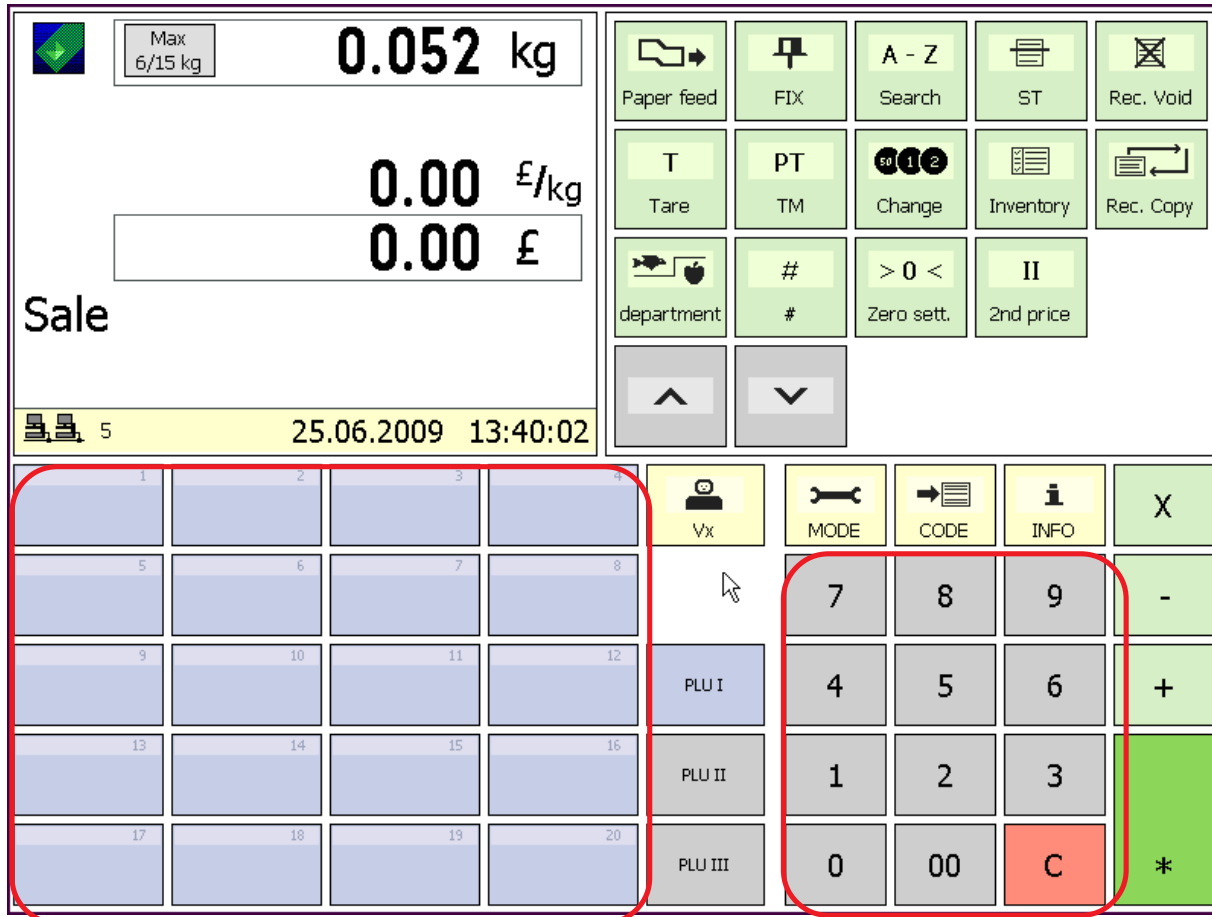 Max
6/15 kg
0.052 kg
0.00 £/kg
0.00 £
Sale
5 25.06.2009 13:40:02
Paper feed
FIX
A - Z
Search
ST
Rec. Void
T
Tare
PT
TM
50 1 2
Change
Inventory
Rec. Copy
department
#
#
> 0 <
Zero sett.
II
2nd price
1 2 3 4
5 6 7 8
9 10 11 12
13 14 15 16
17 18 19 20
Vx
PLU I
PLU II
PLU III
MODE
CODE
i
INFO
X
7 8 9 -
4 5 6 +
1 2 3
0 00 C *